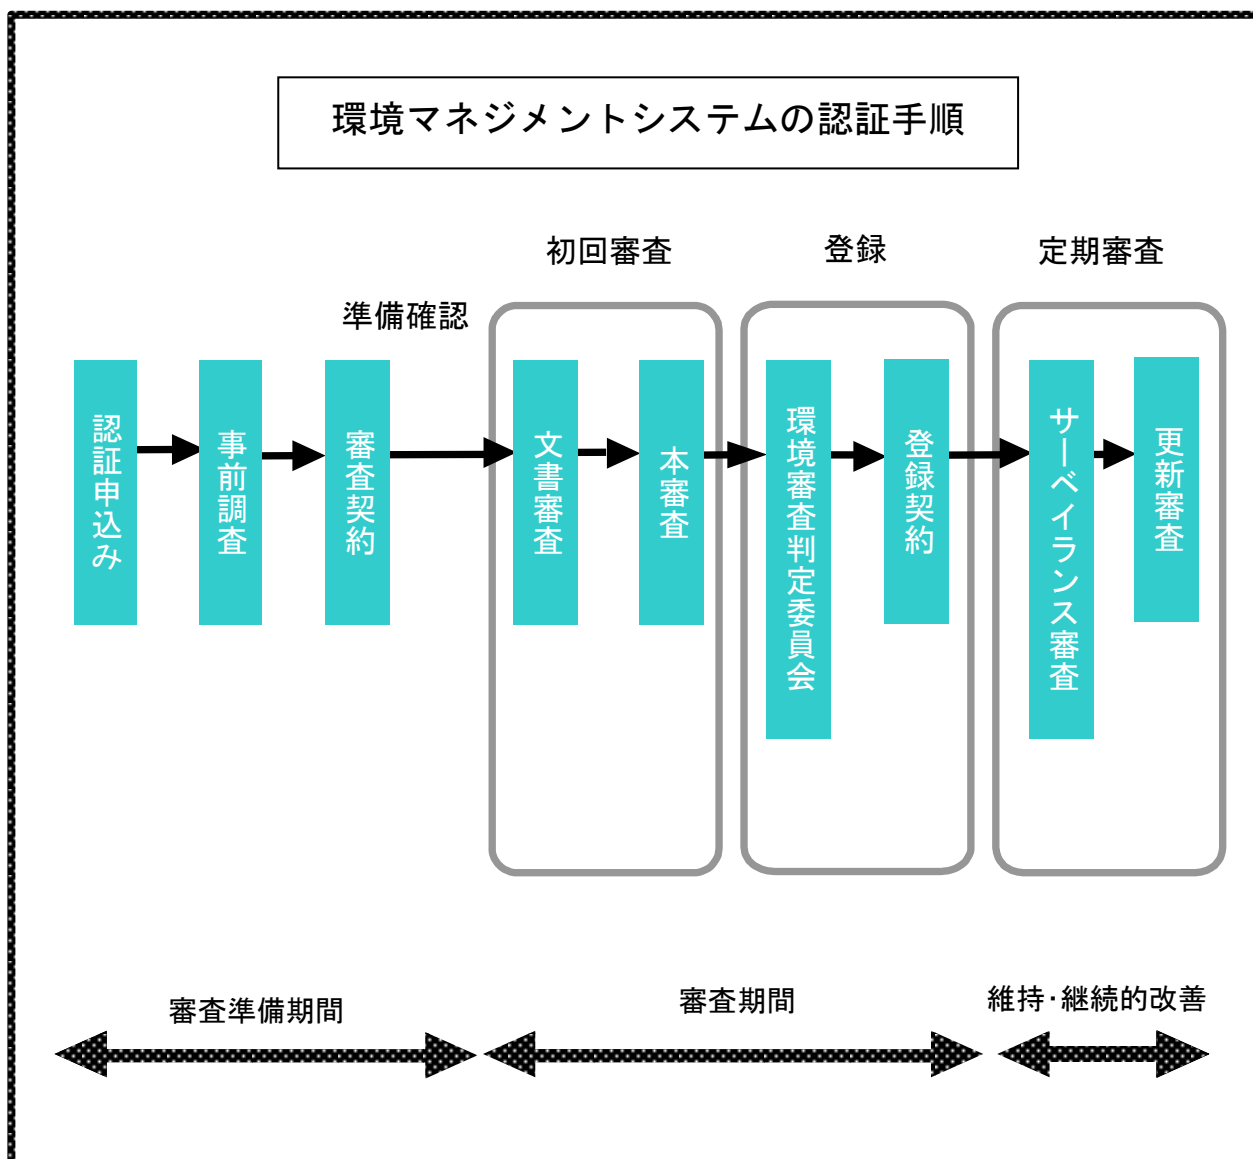 環境マネジメントシステムの認証手順
初回審査
登録
定期審査
準備確認
認証申込み
事前調査
審査契約
文書審査
本審査
環境審査判定委員会
登録契約
サーベイランス審査
更新審査
審査準備期間
審査期間
維持・継続的改善